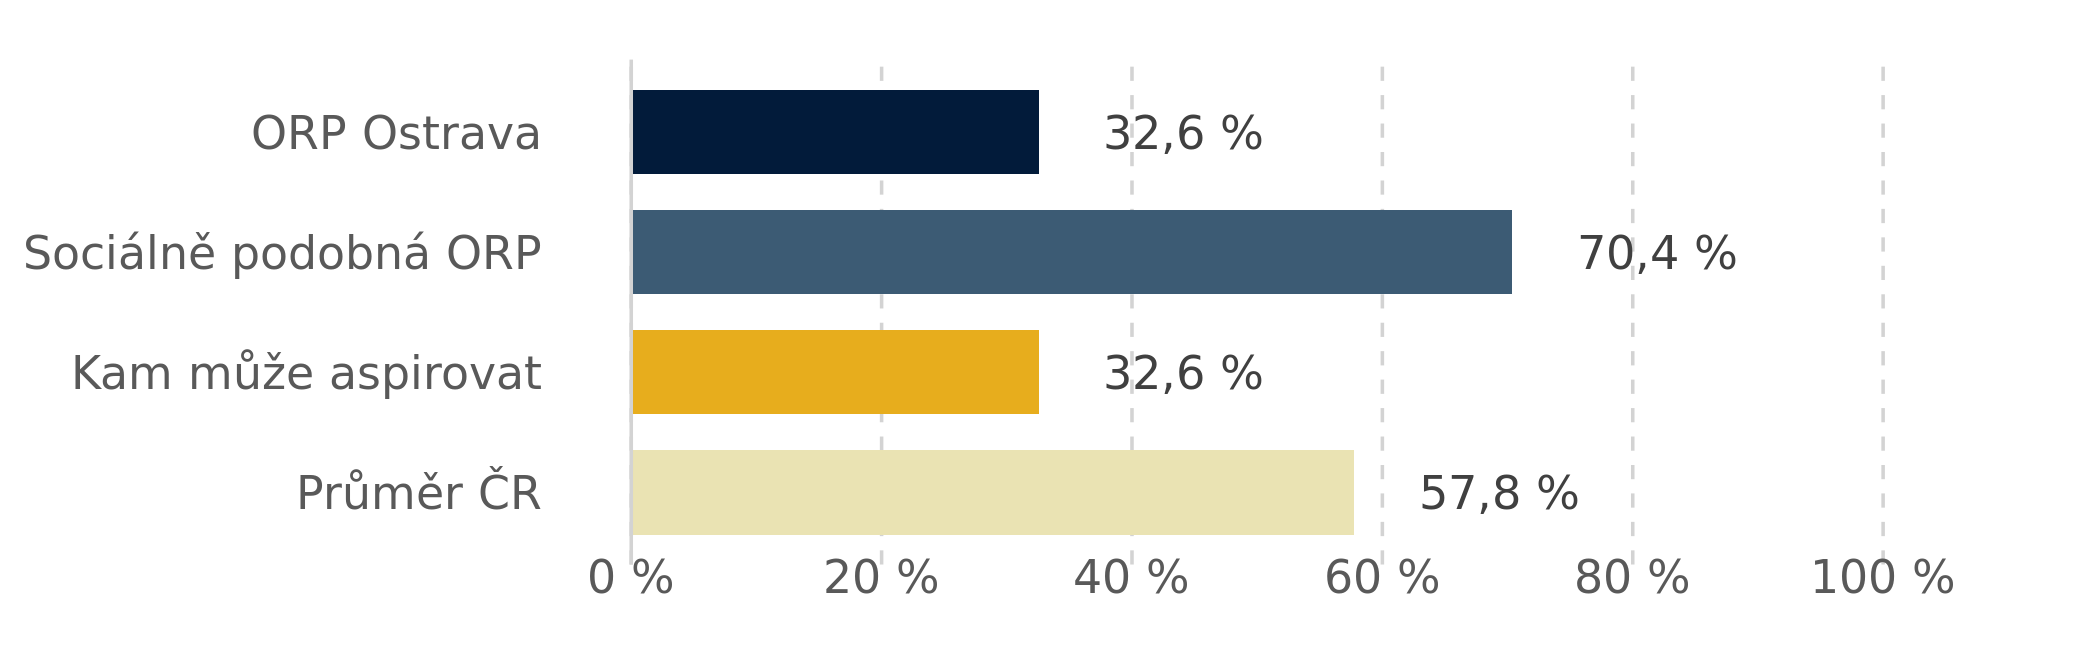 ORP Ostrava 32,6 %
Sociálně podobná ORP 70,4 %
Kam může aspirovat 32,6 %
Průměr ČR 57,8 %
0 % 20 % 40 % 60 % 80 % 100 %